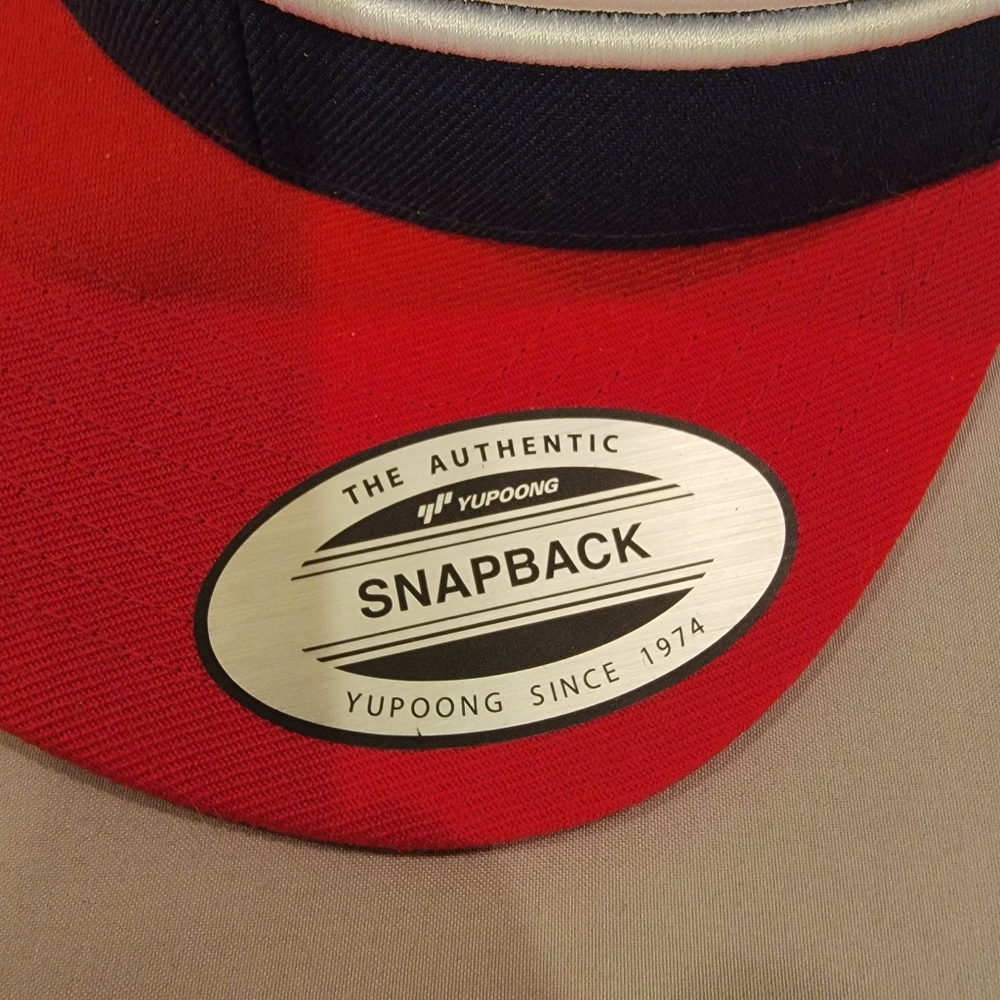 THE AUTHENTIC
YUPOONG
SNAPBACK
YUPOONG SINCE 1974